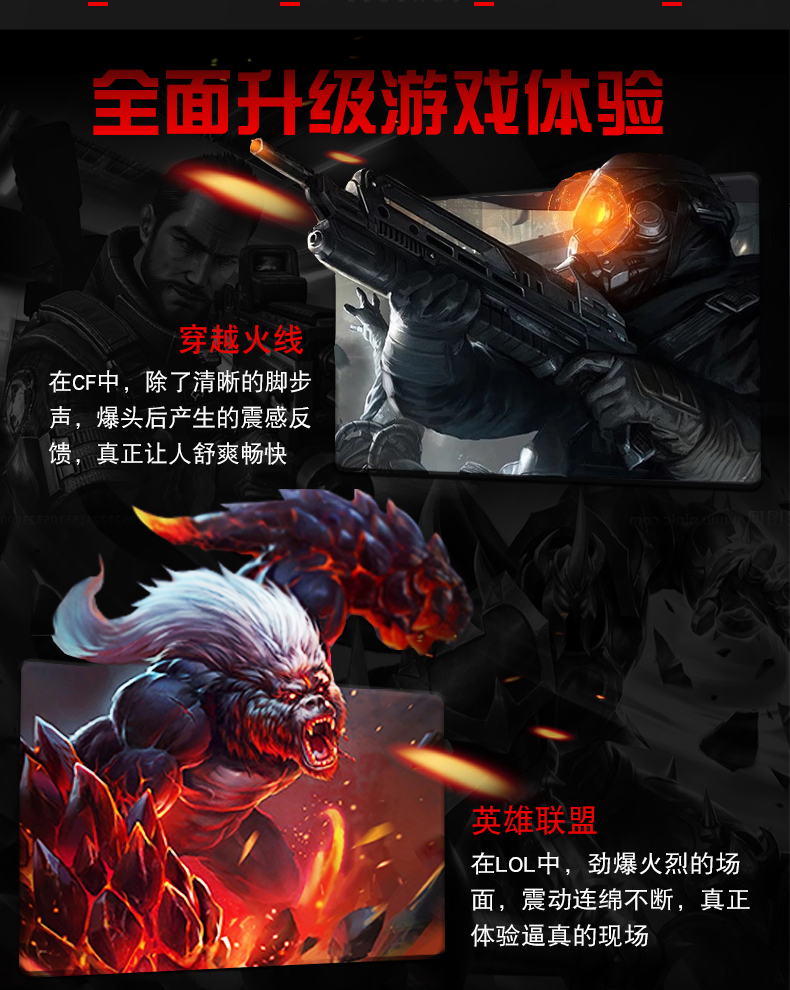 全面升级游戏体验
穿越火线
在CF中，除了清晰的脚步
声，爆头后产生的震感反
馈，真正让人舒爽畅快
英雄联盟
在LOL中，劲爆火烈的场
面，震动连绵不断，真正
体验逼真的现场